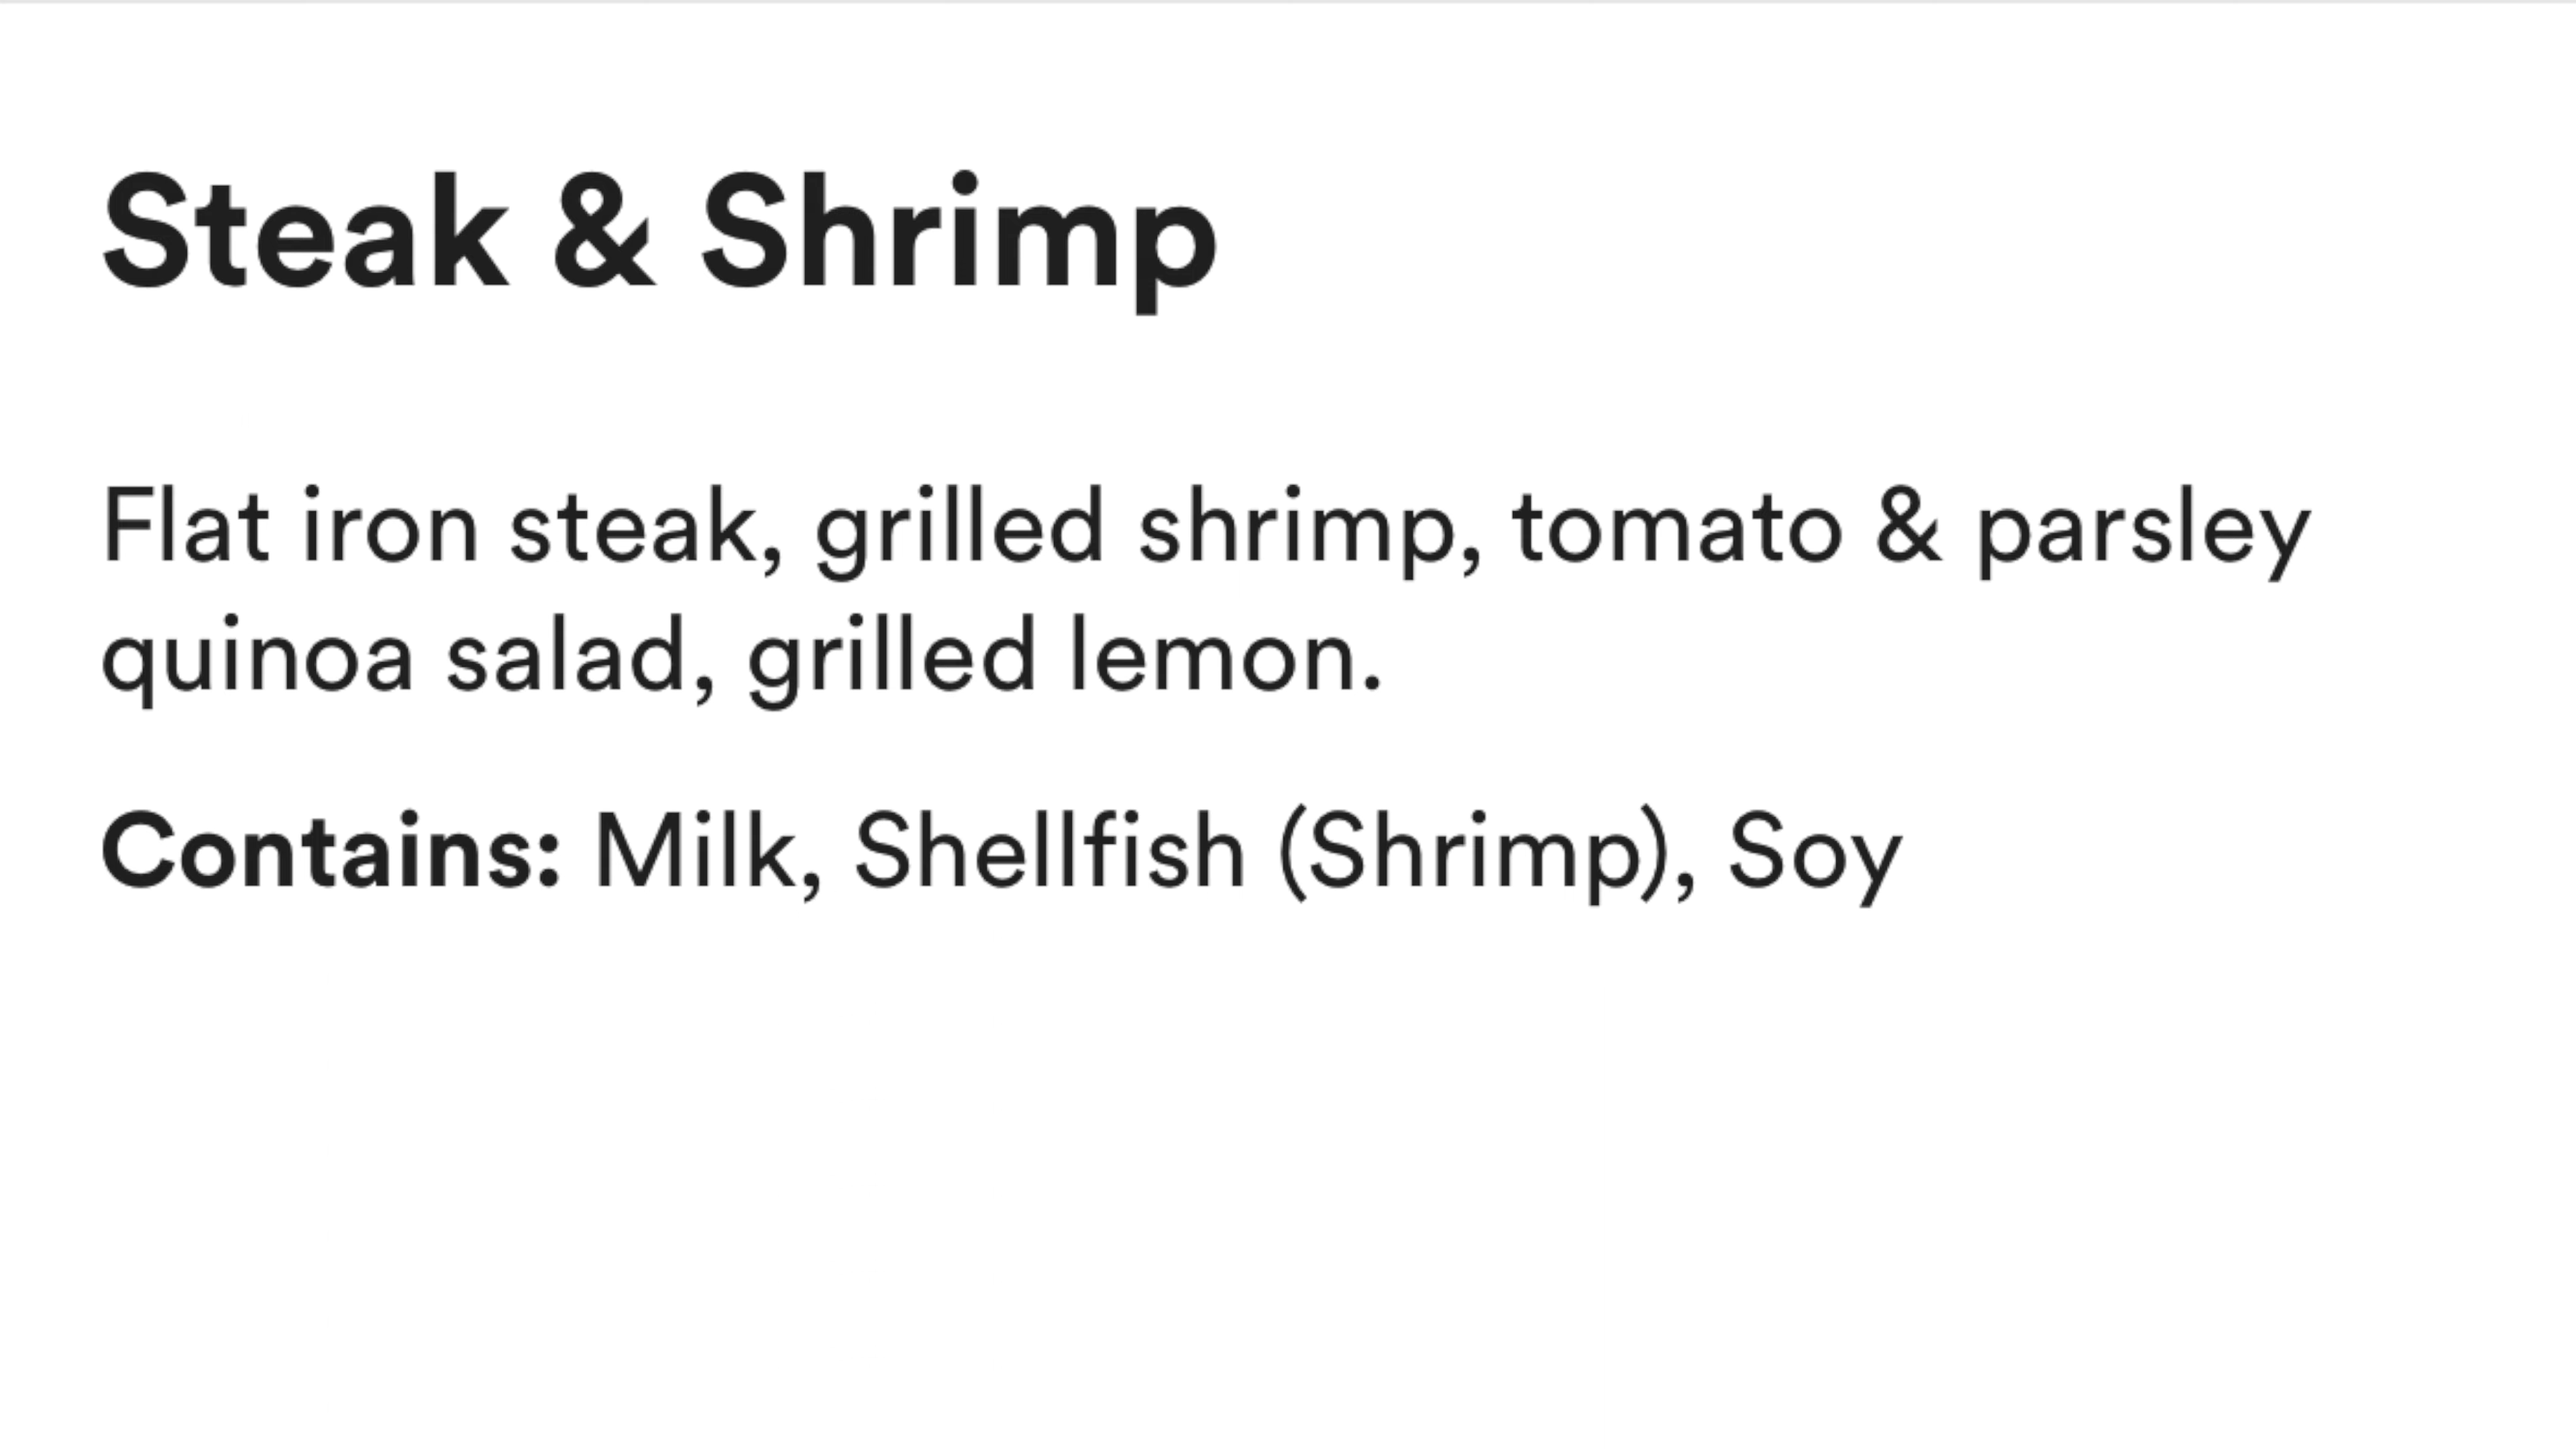 Steak & Shrimp
Flat iron steak, grilled shrimp, tomato & parsley
quinoa salad, grilled lemon.
Contains: Milk, Shellfish (Shrimp), Soy